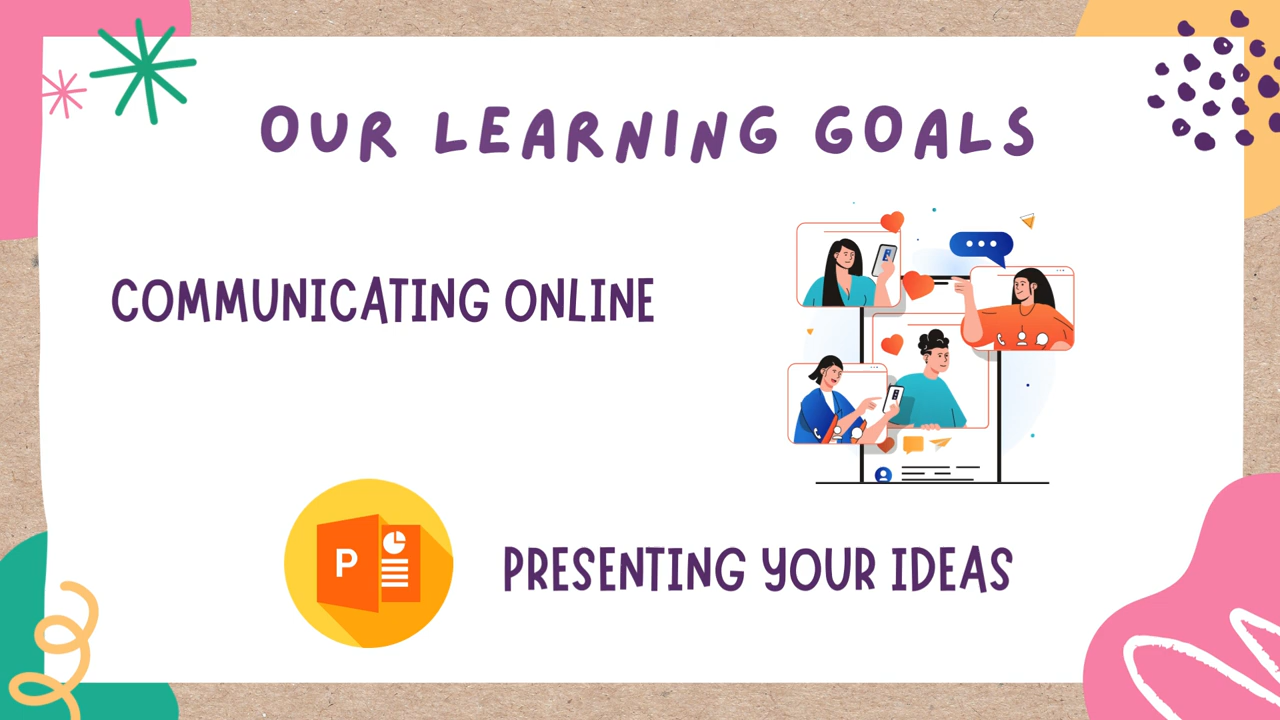 OUR LEARNING GOALS
COMMUNICATING ONLINE
P
PRESENTING YOUR IDEAS